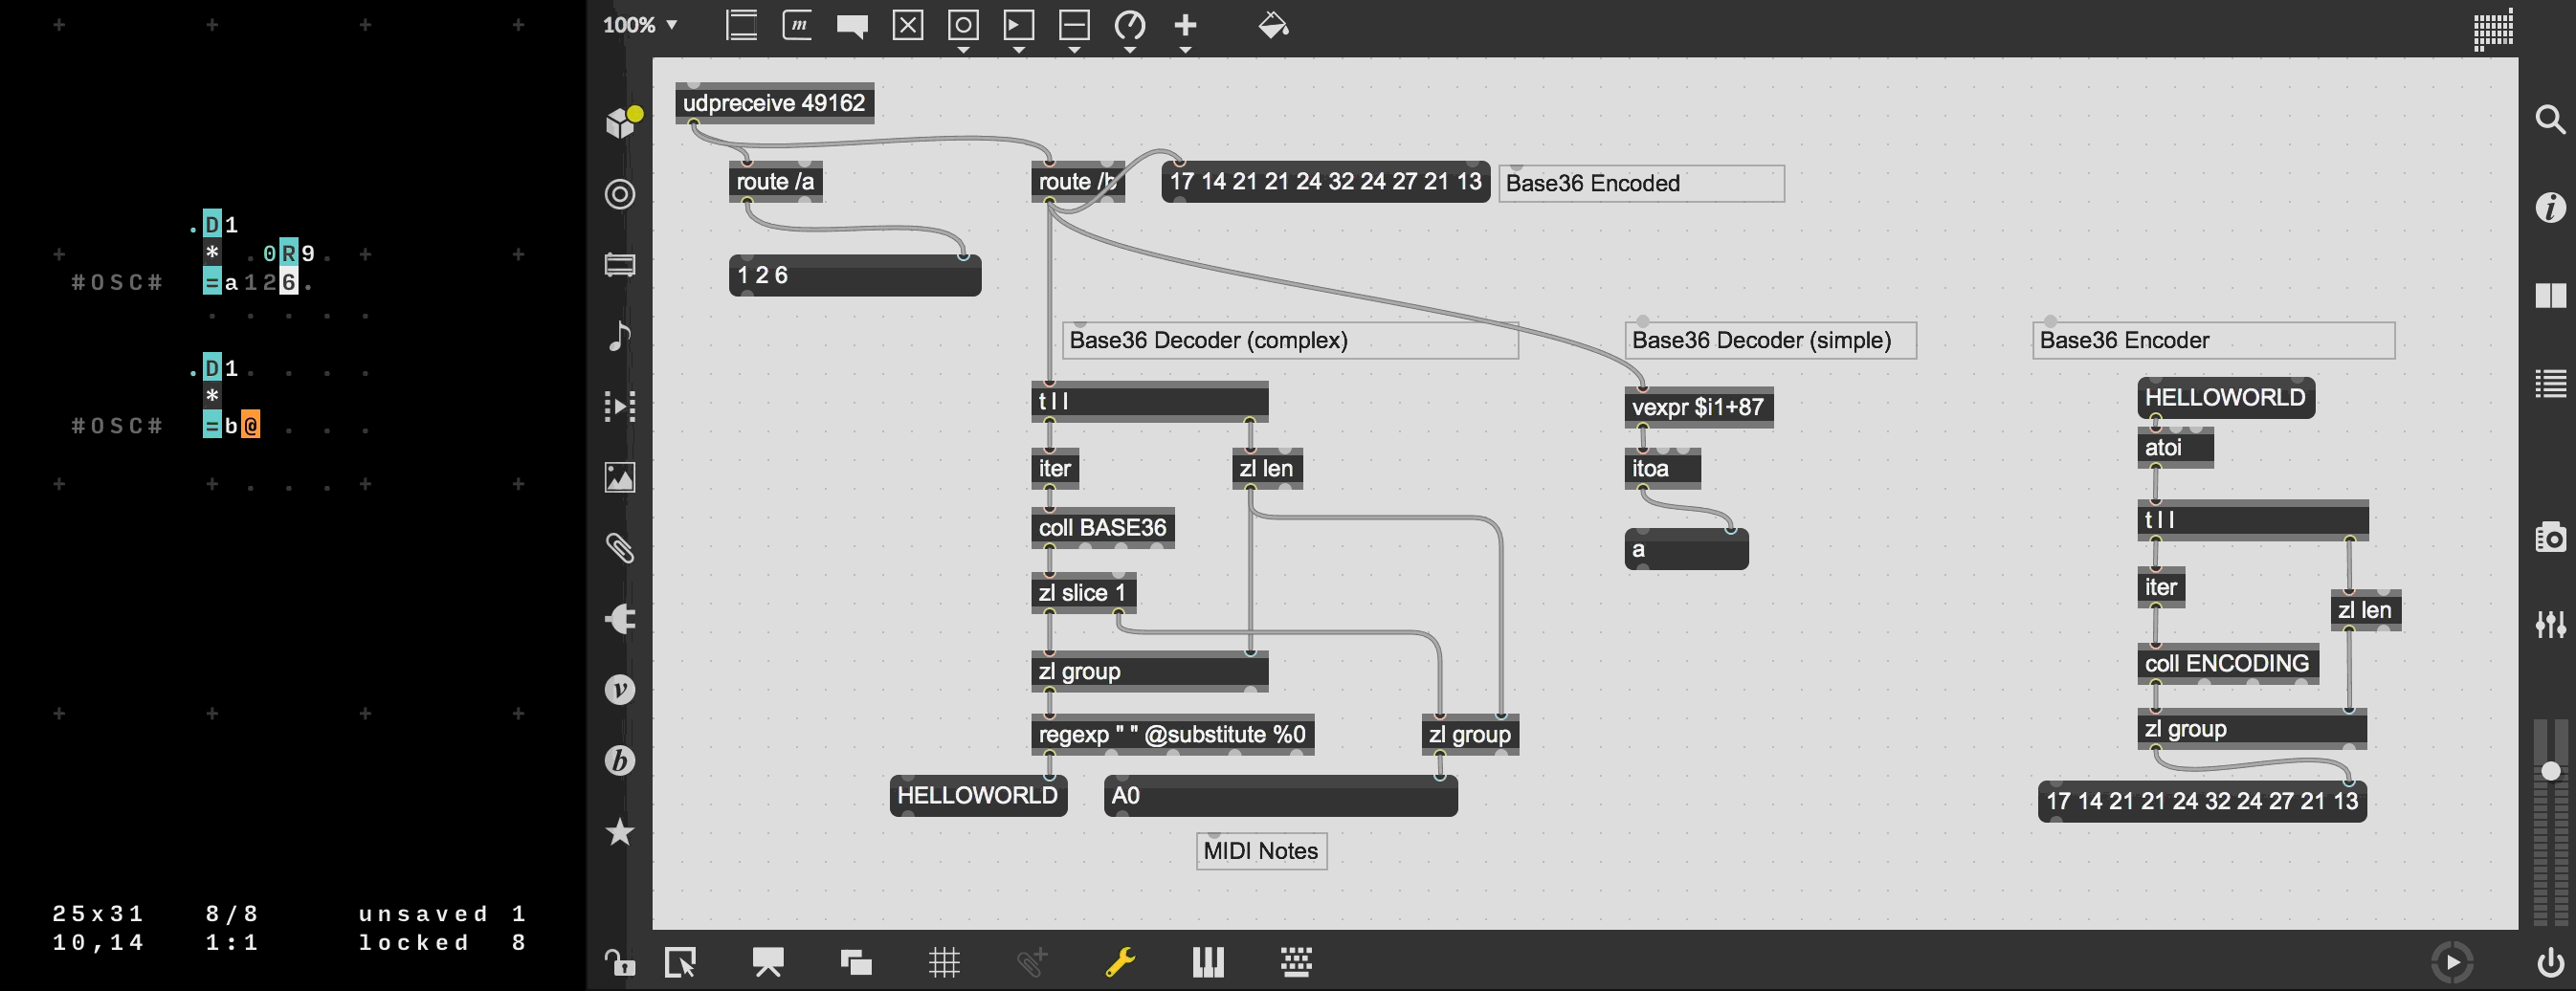 .D1
* .0R9.
#OSC# =a126.
.D1....
*
#OSC# =b@...
25x31 8/8 unsaved 1
10,14 1:1 locked 8
100%
udpreceive 49162
route /a
route /b
17 14 21 21 24 32 24 27 21 13
Base36 Encoded
1 2 6
Base36 Decoder (complex)
t l l
iter
zl len
coll BASE36
zl slice 1
zl group
regexp " " @substitute %0
zl group
HELLOWORLD
A0
MIDI Notes
Base36 Decoder (simple)
vexpr $i1+87
itoa
a
Base36 Encoder
HELLOWORLD
atoi
t l l
iter
zl len
coll ENCODING
zl group
17 14 21 21 24 32 24 27 21 13